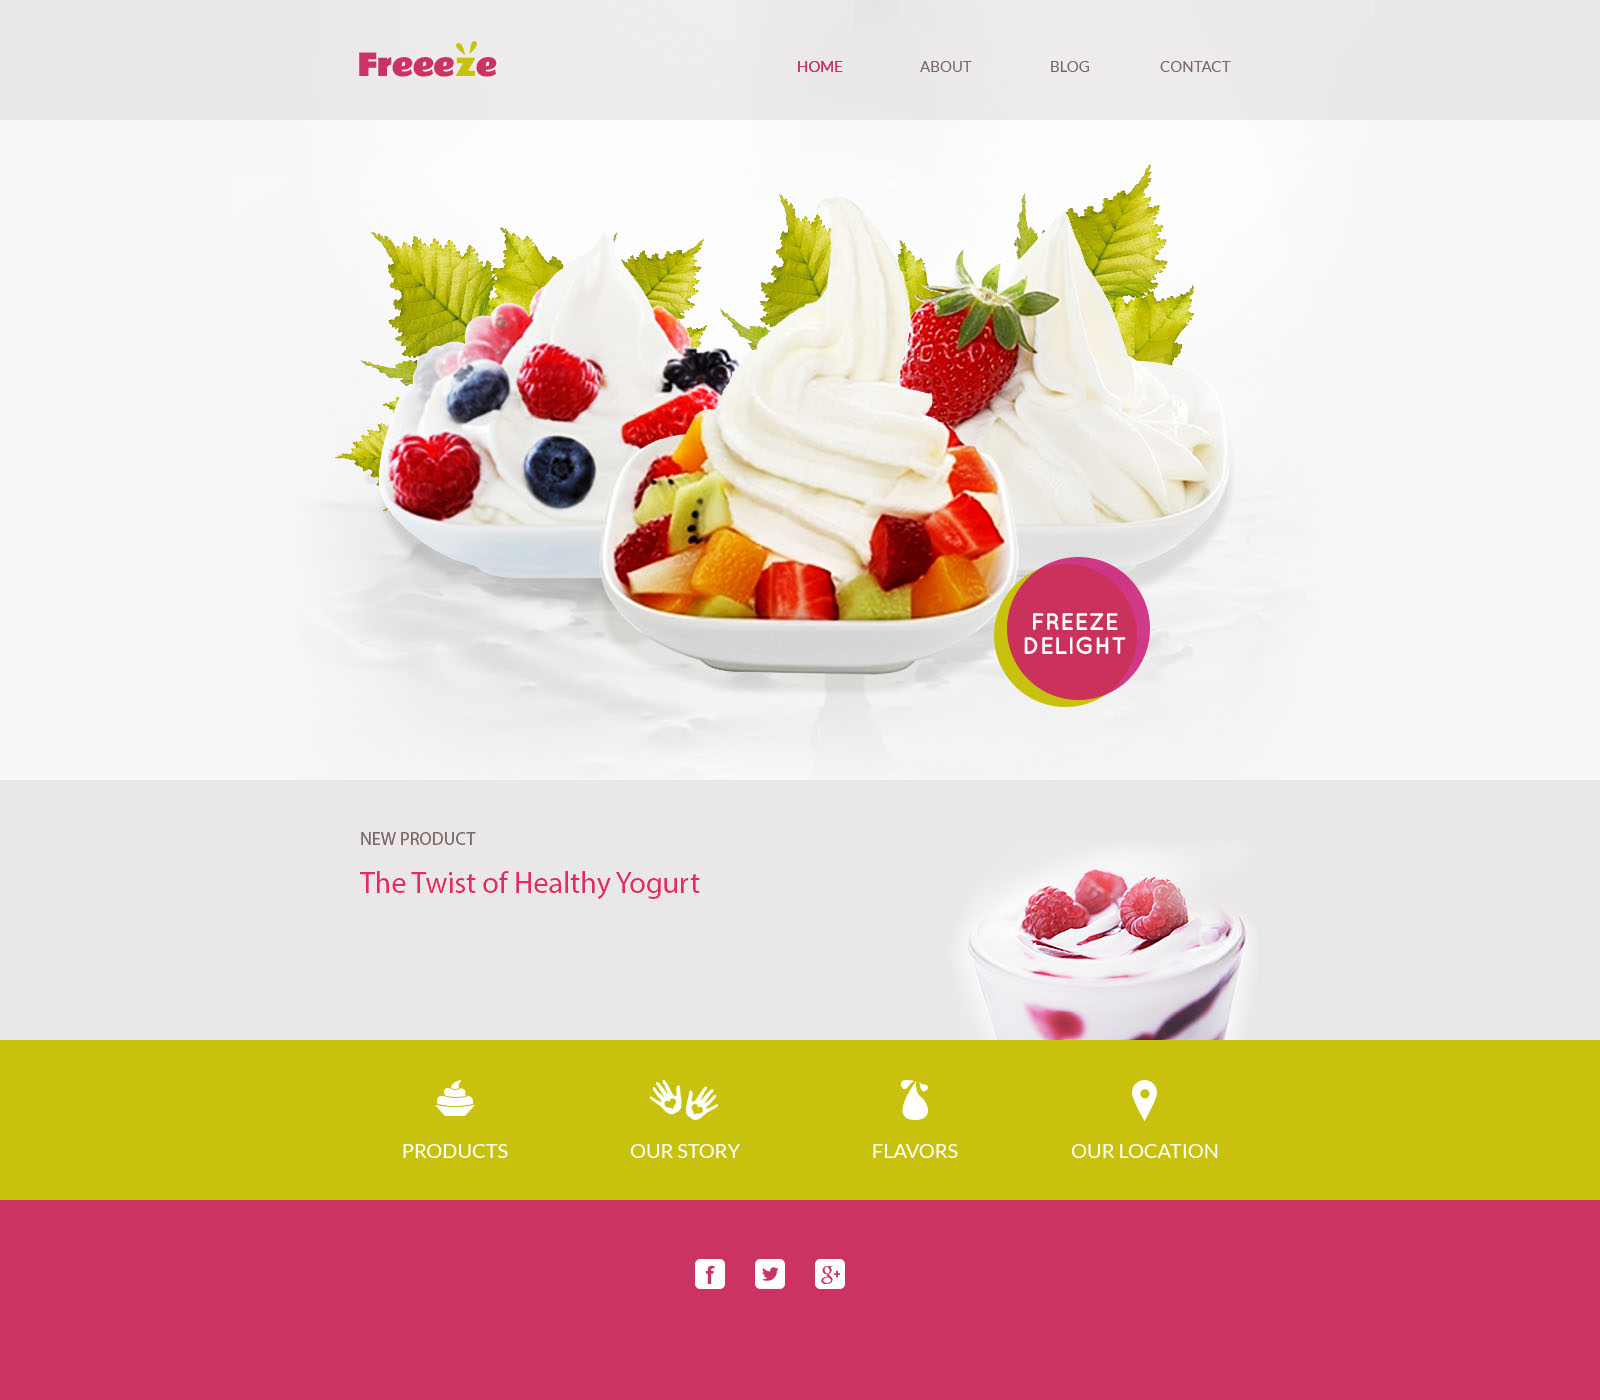 Freeeze
HOME
ABOUT
BLOG
CONTACT
FREEZE
DELIGHT
NEW PRODUCT
The Twist of Healthy Yogurt
PRODUCTS
OUR STORY
FLAVORS
OUR LOCATION
f
g+